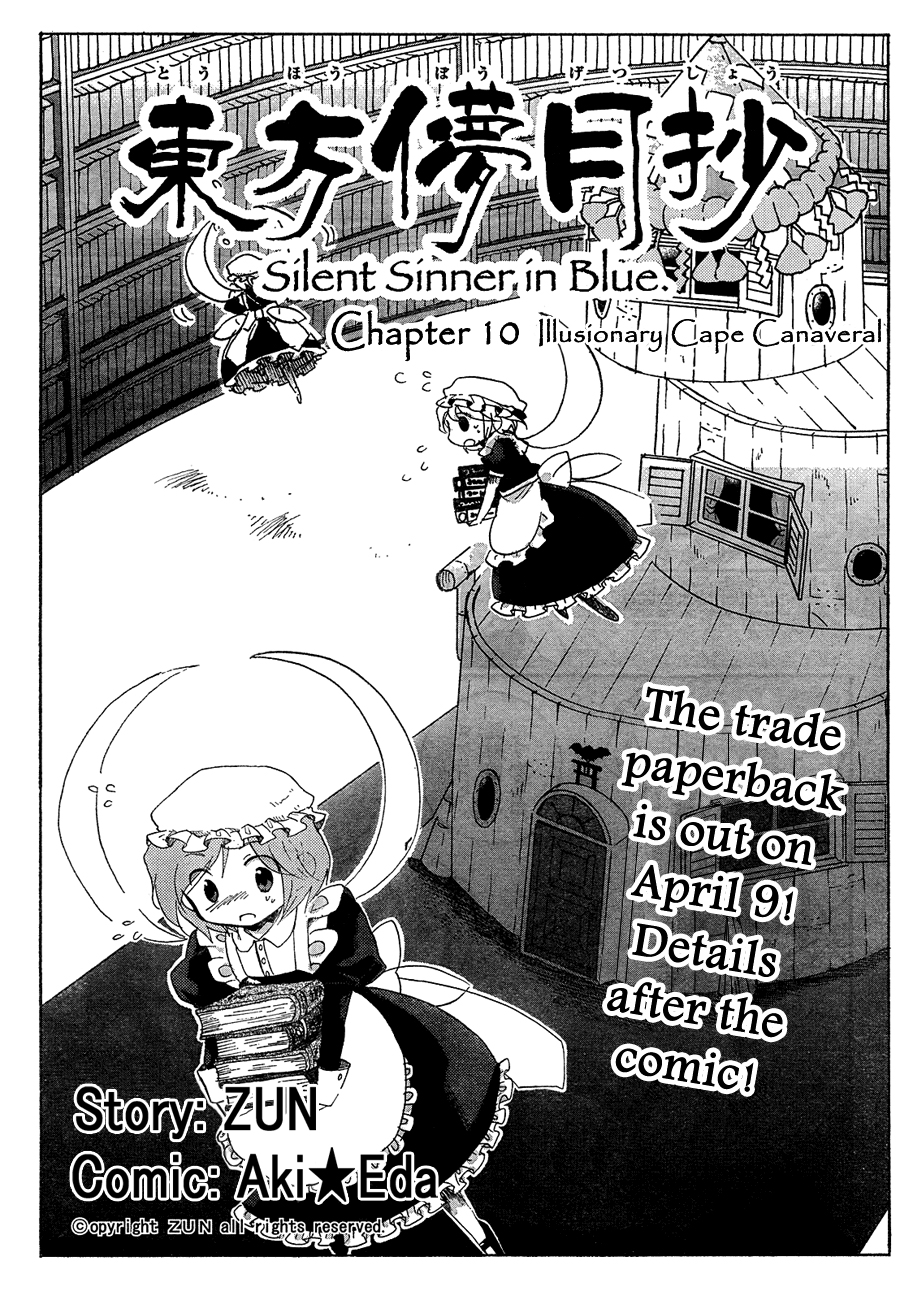 とうほうぼうげつしょう
東方儚月抄
Silent Sinner in Blue.
Chapter 10 Illusionary Cape Canaveral
The trade
paperback
is out on
April 9!
Details
after the
comic!
Story: ZUN
Comic: Aki★Eda
©opyright ZUN all rights reserved